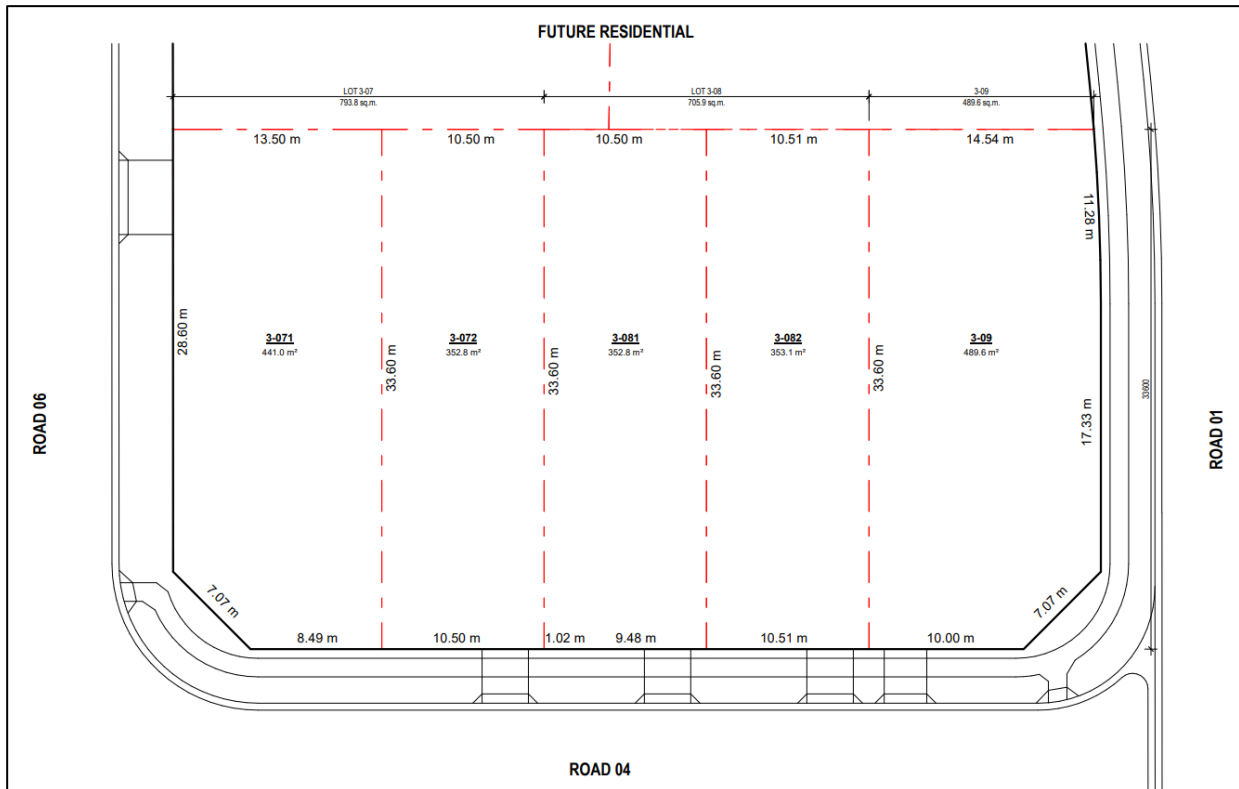 FUTURE RESIDENTIAL
LOT 3-07
793.8 sq.m.
LOT 3-08
705.9 sq.m.
3-09
489.6 sq.m.
13.50 m
10.50 m
10.50 m
10.51 m
14.54 m
11.28 m
28.60 m
3-071
441.0 m²
33.60 m
3-072
352.8 m²
33.60 m
3-081
352.8 m²
33.60 m
3-082
353.1 m²
33.60 m
3-09
489.6 m²
17.33 m
33600
ROAD 06
ROAD 01
7.07 m
8.49 m
10.50 m
1.02 m
9.48 m
10.51 m
10.00 m
7.07 m
ROAD 04